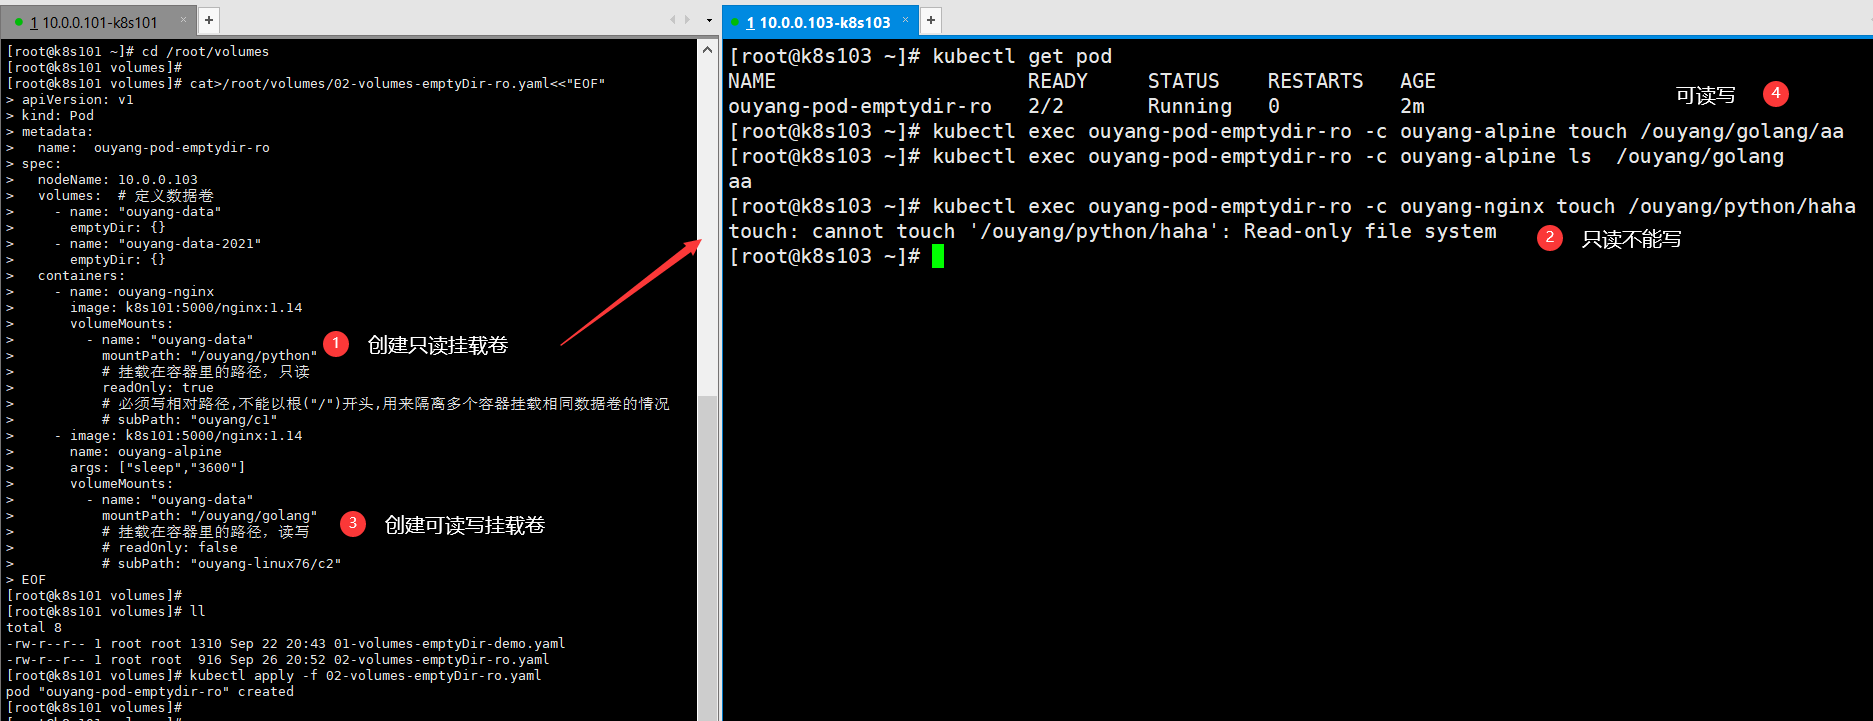 1 10.0.0.101-k8s101
[root@k8s101 ~]# cd /root/volumes
[root@k8s101 volumes]#
[root@k8s101 volumes]# cat>/root/volumes/02-volumes-emptyDir-ro.yaml<<"EOF"
> apiVersion: v1
> kind: Pod
> metadata:
>   name:  ouyang-pod-emptydir-ro
> spec:
>   nodeName: 10.0.0.103
>   volumes:  # 定义数据卷
>     - name: "ouyang-data"
>       emptyDir: {}
>     - name: "ouyang-data-2021"
>       emptyDir: {}
>   containers:
>     - name: ouyang-nginx
>       image: k8s101:5000/nginx:1.14
>       volumeMounts:
>         - name: "ouyang-data"
>           mountPath: "/ouyang/python"
>           # 挂载在容器里的路径，只读
>           readOnly: true
>           # 必须写相对路径,不能以根("/")开头,用来隔离多个容器挂载相同数据卷的情况
>           # subPath: "ouyang/c1"
>     - image: k8s101:5000/nginx:1.14
>       name: ouyang-alpine
>       args: ["sleep","3600"]
>       volumeMounts:
>         - name: "ouyang-data"
>           mountPath: "/ouyang/golang"
>           # 挂载在容器里的路径，读写
>           # readOnly: false
>           # subPath: "ouyang-linux76/c2"
> EOF
[root@k8s101 volumes]#
[root@k8s101 volumes]# ll
total 8
-rw-r--r-- 1 root root 1310 Sep 22 20:43 01-volumes-emptyDir-demo.yaml
-rw-r--r-- 1 root root  916 Sep 26 20:52 02-volumes-emptyDir-ro.yaml
[root@k8s101 volumes]# kubectl apply -f 02-volumes-emptyDir-ro.yaml
pod "ouyang-pod-emptydir-ro" created
[root@k8s101 volumes]#
[root@k8s101 volumes]#
1 创建只读挂载卷
3 创建可读写挂载卷
1 10.0.0.103-k8s103
[root@k8s103 ~]# kubectl get pod
NAME                     READY     STATUS    RESTARTS   AGE
ouyang-pod-emptydir-ro   2/2       Running   0          2m
[root@k8s103 ~]# kubectl exec ouyang-pod-emptydir-ro -c ouyang-alpine touch /ouyang/golang/aa
[root@k8s103 ~]# kubectl exec ouyang-pod-emptydir-ro -c ouyang-alpine ls  /ouyang/golang
aa
[root@k8s103 ~]# kubectl exec ouyang-pod-emptydir-ro -c ouyang-nginx touch /ouyang/python/haha
touch: cannot touch '/ouyang/python/haha': Read-only file system
[root@k8s103 ~]#
可读写 4
2 只读不能写